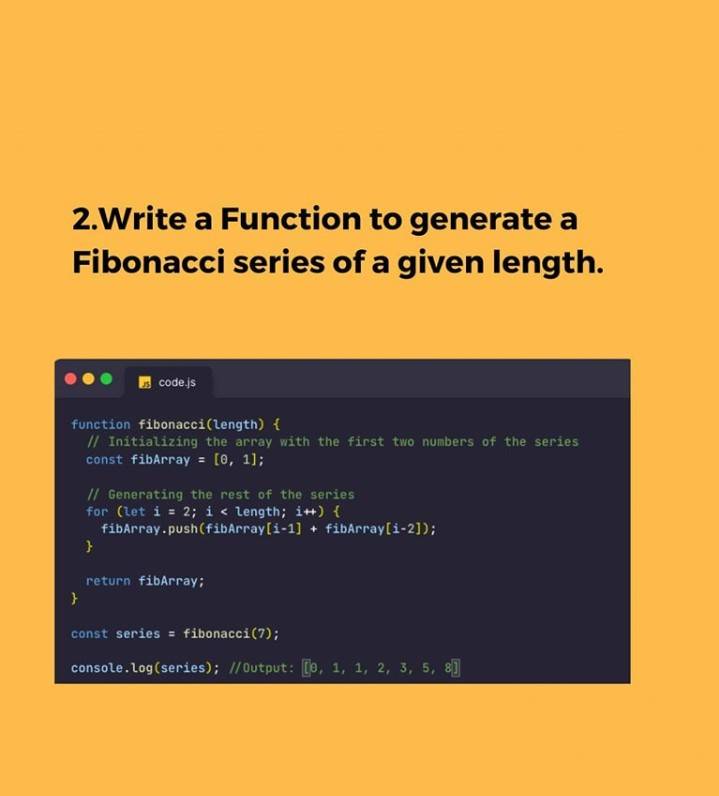 2.Write a Function to generate a
Fibonacci series of a given length.
JS code.js
function fibonacci(length) {
  // Initializing the array with the first two numbers of the series
  const fibArray = [0, 1];
  // Generating the rest of the series
  for (let i = 2; i < length; i++) {
    fibArray.push(fibArray[i-1] + fibArray[i-2]);
  }
  return fibArray;
}
const series = fibonacci(7);
console.log(series); //Output: [0, 1, 1, 2, 3, 5, 8]